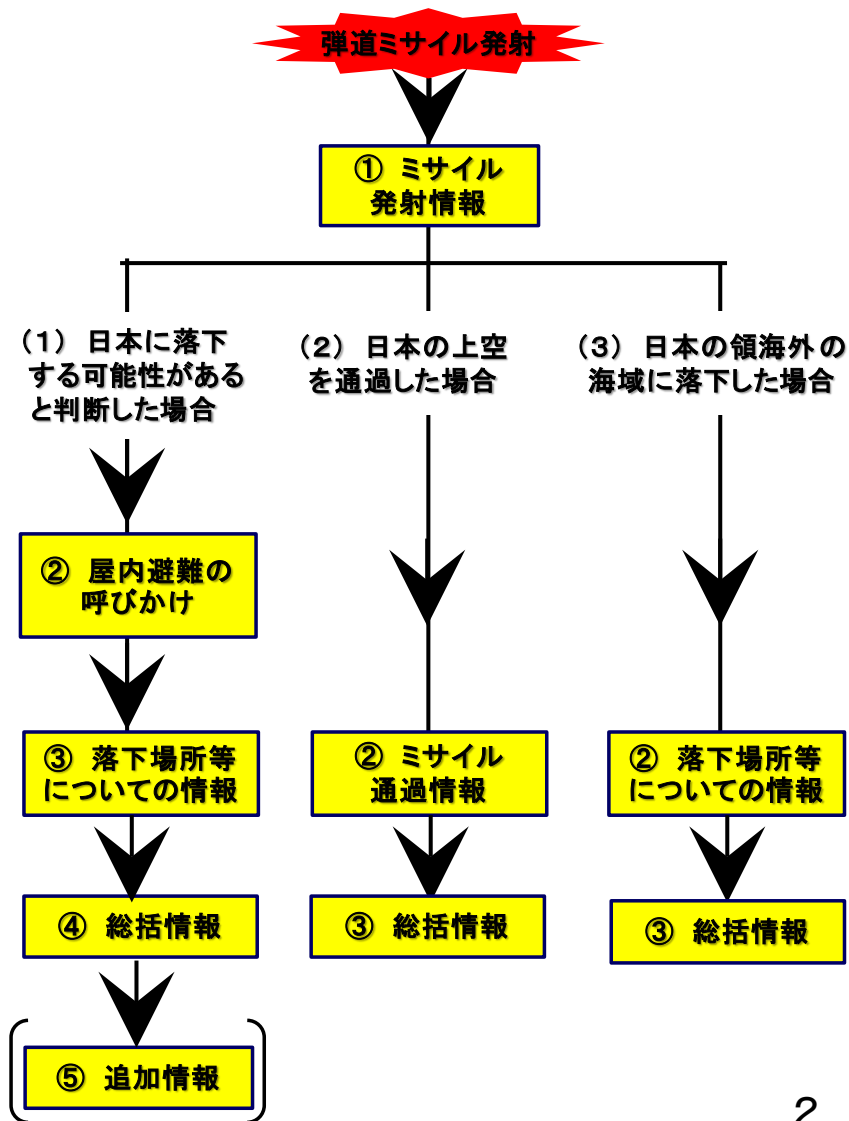 弾道ミサイル発射
① ミサイル
発射情報
（１） 日本に落下
する可能性がある
と判断した場合
（２） 日本の上空
を通過した場合
（３） 日本の領海外の
海域に落下した場合
② 屋内避難の
呼びかけ
③ 落下場所等
についての情報
② ミサイル
通過情報
② 落下場所等
についての情報
④ 総括情報
③ 総括情報
③ 総括情報
⑤ 追加情報
2